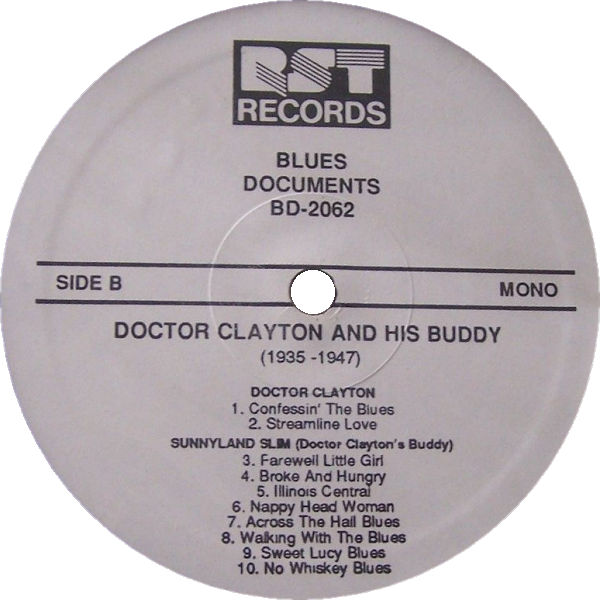 RST
RECORDS
BLUES
DOCUMENTS
BD-2062
SIDE B
MONO
DOCTOR CLAYTON AND HIS BUDDY
(1935 -1947)
DOCTOR CLAYTON
1. Confessin' The Blues
2. Streamline Love
SUNNYLAND SLIM (Doctor Clayton's Buddy)
3. Farewell Little Girl
4. Broke And Hungry
5. Illinois Central
6. Nappy Head Woman
7. Across The Hall Blues
8. Walking With The Blues
9. Sweet Lucy Blues
10. No Whiskey Blues